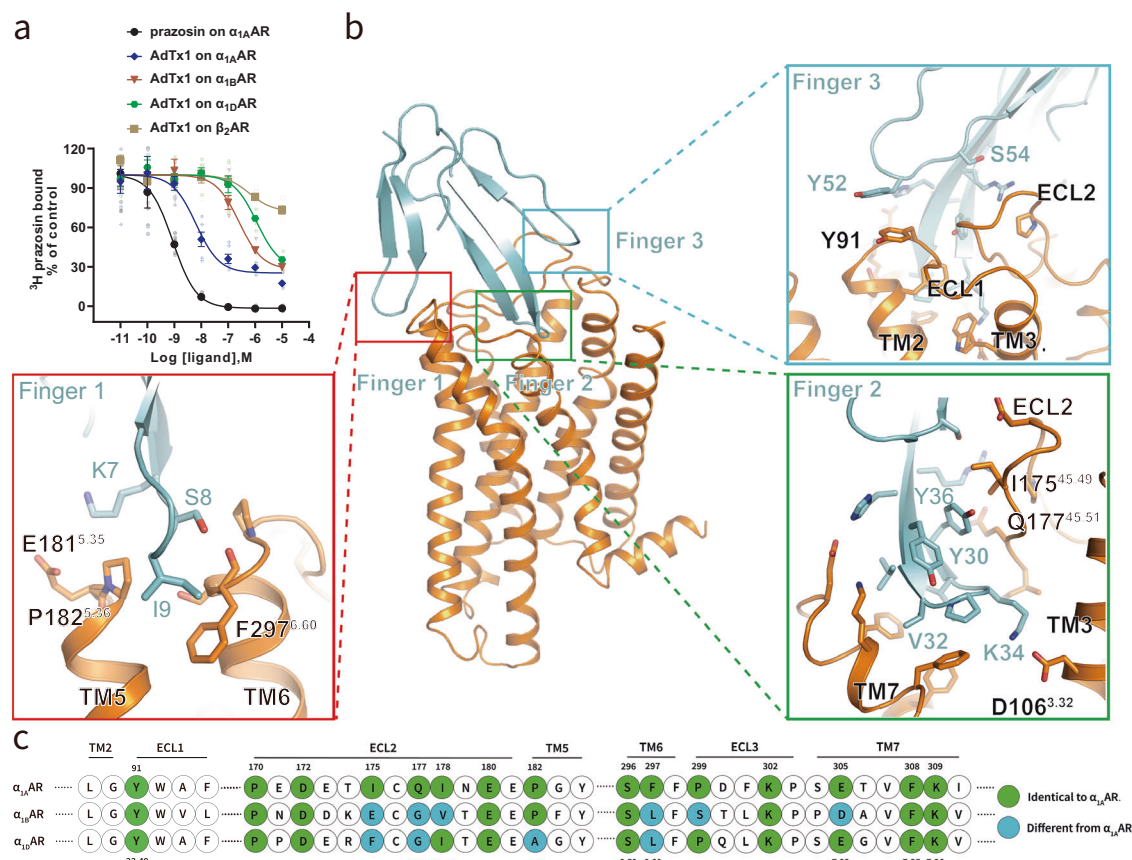 a
prazosin on α1AAR
AdTx1 on α1AAR
AdTx1 on α1BAR
AdTx1 on α1DAR
AdTx1 on β2AR
3H prazosin bound
% of control
120
90
60
30
0
-11 -10 -9 -8 -7 -6 -5 -4
Log [ligand],M
b
Finger 3
Finger 1
Finger 2
Finger 3
S54
Y52
ECL2
Y91
ECL1
TM2
TM3
Finger 1
K7
S8
E181 5.35
I9
P182 5.36
F297 6.60
TM5
TM6
Finger 2
ECL2
I175 45.49
Y36
Q177 45.51
Y30
V32
K34
TM3
TM7
D106 3.32
c
TM2 ECL1 ECL2 TM5 TM6 ECL3 TM7
91 170 172 175 177 178 180 182 296 297 299 302 305 308 309
α1AAR L G Y W A F P E D E T I C Q I N E E P G Y S F F P D F K P S E T V F K I
α1BAR L G Y W V L P N D D K E C G V T E E P F Y S L F S T L K P P D A V F K V
α1DAR L G Y W A F P P D E R F C G I T E E A G Y S L F P Q L K P S E G V F K V
Identical to α1AAR.
Different from α1AAR